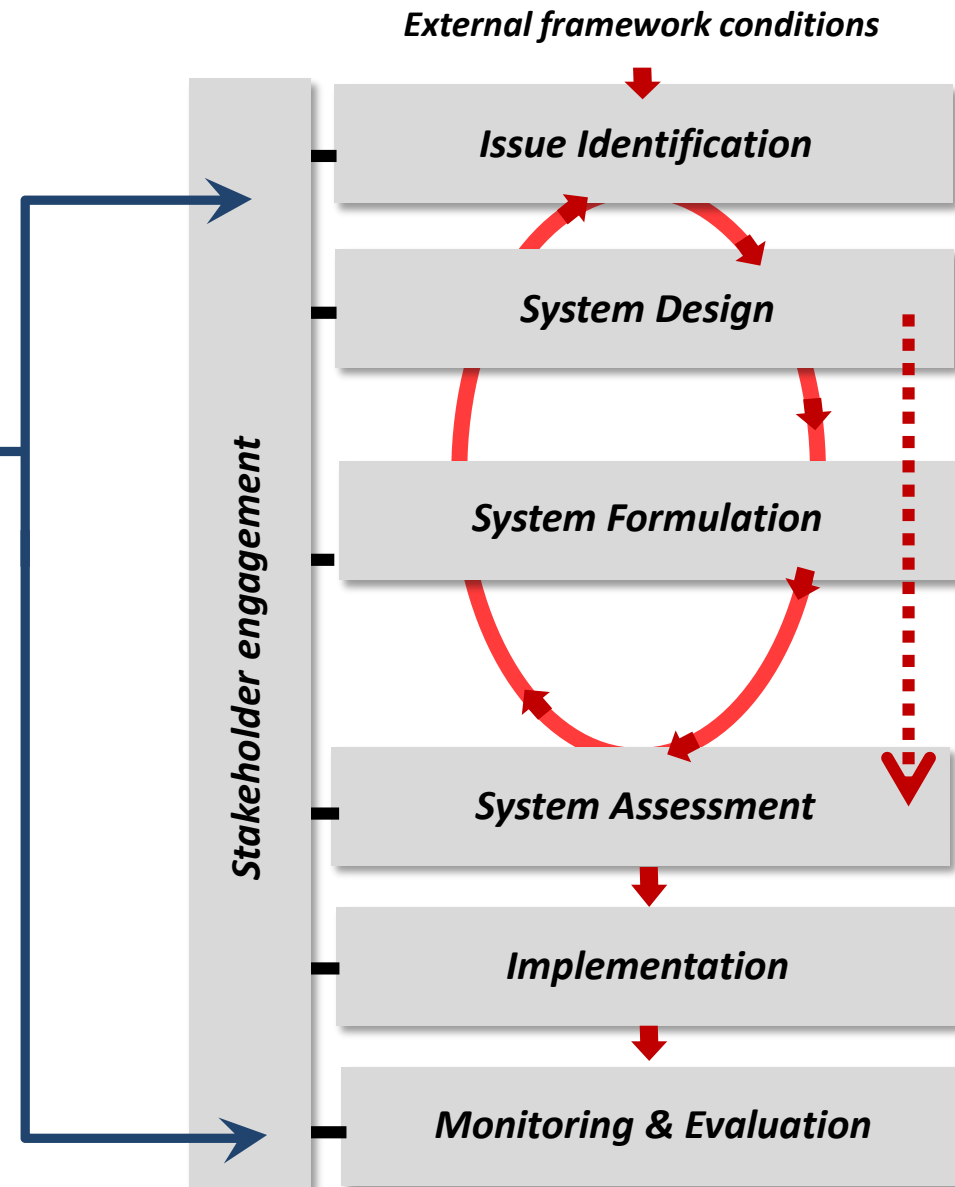 External framework conditions
Issue Identification
System Design
System Formulation
Stakeholder engagement
System Assessment
Implementation
Monitoring & Evaluation